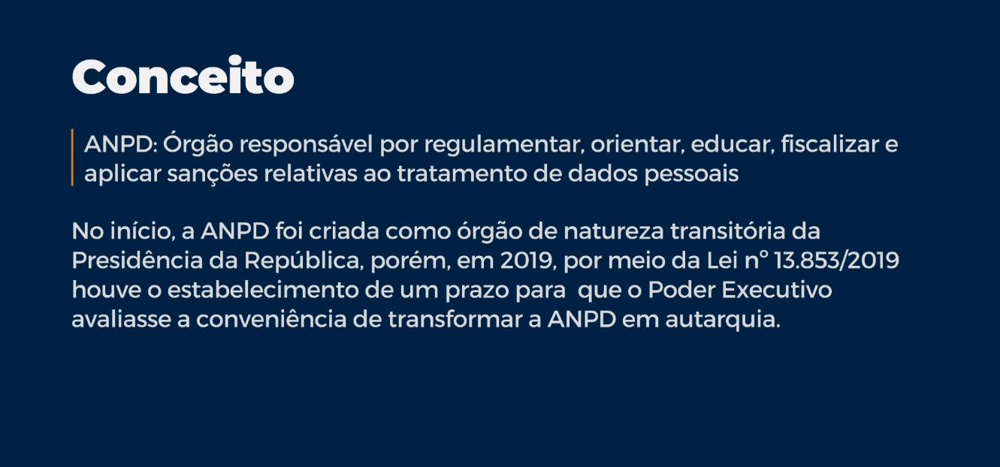 Conceito
ANPD: Órgão responsável por regulamentar, orientar, educar, fiscalizar e
aplicar sanções relativas ao tratamento de dados pessoais
No início, a ANPD foi criada como órgão de natureza transitória da
Presidência da República, porém, em 2019, por meio da Lei nº 13.853/2019
houve o estabelecimento de um prazo para  que o Poder Executivo
avaliasse a conveniência de transformar a ANPD em autarquia.